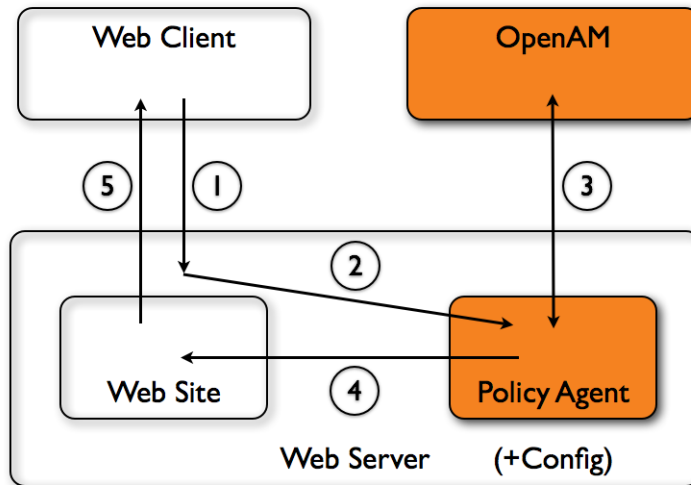 Web Client
OpenAM
5
1
3
2
Web Site
4
Policy Agent
Web Server
(+Config)